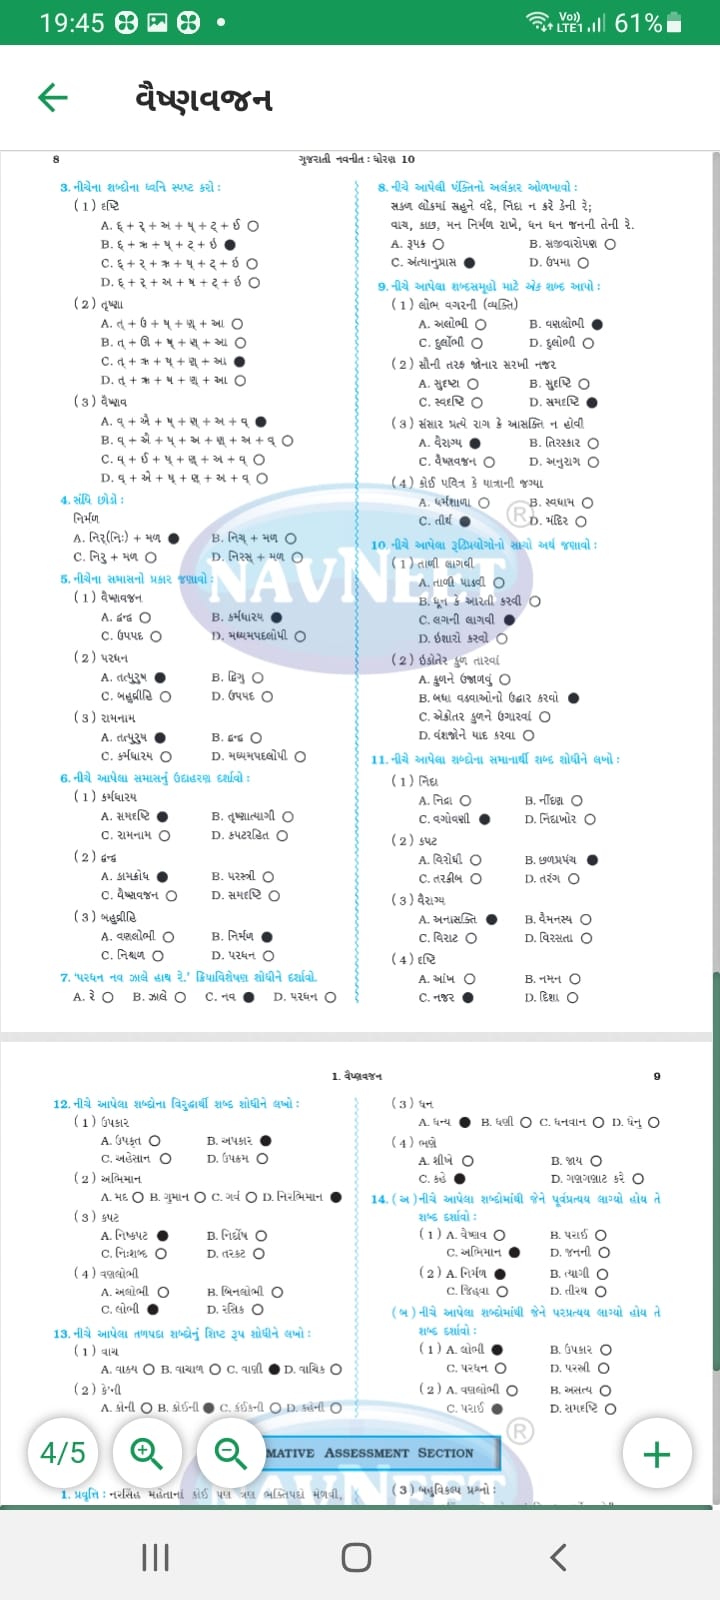 19:45
Vo)) LTE1 61%
વૈષ્ણવજન
8
ગુજરાતી નવનીત : ધોરણ 10
3. નીચેના શબ્દોના ધ્વનિ સ્પષ્ટ કરો :
(1) દૃષ્ટિ
A. દ્ + ર્ + અ + ષ્ + ટ્ + ઈ
B. દ્ + ઋ + ષ્ + ટ્ + ઇ
C. દ્ + ર્ + ઋ + ષ્ + ટ્ + ઇ
D. દ્ + ર્ + અ + ષ્ + ટ્ + ઇ
(2) તૃષ્ણા
A. ત્ + ઉ + ષ્ + ણ્ + આ
B. ત્ + ઊ + ષ્ + ણ્ + આ
C. ત્ + ઋ + ષ્ + ણ્ + આ
D. ત્ + ઋ + ષ + ણ્ + આ
(3) વૈષ્ણવ
A. વ્ + ઐ + ષ્ + ણ્ + અ + વ્
B. વ્ + ઐ + ષ્ + અ + ણ્ + અ + વ્
C. વ્ + ઈ + ષ્ + ણ્ + અ + વ્
D. વ્ + એ + ષ્ + ણ્ + અ + વ્
4. સંધિ છોડો :
નિર્મળ
A. નિર્(નિઃ) + મળ B. નિર્ + મળ
C. નિરુ + મળ D. નિરસ્ + મળ
5. નીચેના સમાસનો પ્રકાર જણાવો :
(1) વૈષ્ણવજન
A. દ્વન્દ્વ B. કર્મધારય
C. ઉપપદ D. મધ્યમપદલોપી
(2) પરધન
A. તત્પુરુષ B. દ્વિગુ
C. બહુવ્રીહિ D. ઉપપદ
(3) રામનામ
A. તત્પુરુષ B. દ્વન્દ્વ
C. કર્મધારય D. મધ્યમપદલોપી
6. નીચે આપેલા સમાસનું ઉદાહરણ દર્શાવો :
(1) કર્મધારય
A. સમદૃષ્ટિ B. તૃષ્ણાત્યાગી
C. રામનામ D. કપટરહિત
(2) દ્વન્દ્વ
A. કામક્રોધ B. પરસ્ત્રી
C. વૈષ્ણવજન D. સમદૃષ્ટિ
(3) બહુવ્રીહિ
A. વણલોભી B. નિર્મળ
C. નિશ્ચળ D. પરધન
7. 'પરધન નવ ઝાલે હાથ રે.' ક્રિયાવિશેષણ શોધીને દર્શાવો.
A. રે B. ઝાલે C. નવ D. પરધન
8. નીચે આપેલી પંક્તિનો અલંકાર ઓળખાવો :
સકળ લોકમાં સહુને વંદે, નિંદા ન કરે કેની રે;
વાચ, કાછ, મન નિર્મળ રાખે, ધન ધન જનની તેની રે.
A. રૂપક B. સજીવારોપણ
C. અંત્યાનુપ્રાસ D. ઉપમા
9. નીચે આપેલા શબ્દસમૂહો માટે એક શબ્દ આપો :
(1) લોભ વગરની (વ્યક્તિ)
A. અલોભી B. વણલોભી
C. દુર્લોભી D. દુલોભી
(2) સૌની તરફ જોનાર સરખી નજર
A. સુદૃષ્ટા B. સુદૃષ્ટિ
C. સ્વદૃષ્ટિ D. સમદૃષ્ટિ
(3) સંસાર પ્રત્યે રાગ કે આસક્તિ ન હોવી
A. વૈરાગ્ય B. તિરસ્કાર
C. વૈષ્ણવજન D. અનુરાગ
(4) કોઈ પવિત્ર કે યાત્રાની જગ્યા
A. ધર્મશાળા B. સ્વધામ
C. તીર્થ D. મંદિર
10. નીચે આપેલા રૂઢિપ્રયોગોનો સાચો અર્થ જણાવો :
(1) તાળી લાગવી
A. તાળી પાડવી
B. ધૂન કે આરતી કરવી
C. લગની લાગવી
D. ઇશારો કરવો
(2) ઇકોતેર કુળ તારવાં
A. કુળને ઉજાળવું
B. બધા વડવાઓનો ઉદ્ધાર કરવો
C. એકોતર કુળને ઉગારવાં
D. વંશજોને યાદ કરવા
11. નીચે આપેલા શબ્દોના સમાનાર્થી શબ્દ શોધીને લખો :
(1) નિંદા
A. નિદ્રા B. નીંદણ
C. વગોવણી D. નિંદાખોર
(2) કપટ
A. વિરોધી B. છળપ્રપંચ
C. તરકીબ D. તરંગ
(3) વૈરાગ્ય
A. અનાસક્તિ B. વૈમનસ્ય
C. વિરાટ D. વિરસતા
(4) દૃષ્ટિ
A. આંખ B. નમન
C. નજર D. દિશા
NAVNEET
®
1. વૈષ્ણવજન
9
12. નીચે આપેલા શબ્દોના વિરુદ્ધાર્થી શબ્દ શોધીને લખો :
(1) ઉપકાર
A. ઉપકૃત B. અપકાર
C. અહેસાન D. ઉપક્રમ
(2) અભિમાન
A. મદ B. ગુમાન C. ગર્વ D. નિરભિમાન
(3) કપટ
A. નિષ્કપટ B. નિર્દોષ
C. નિઃશબ્દ D. તરકટ
(4) વણલોભી
A. અલોભી B. બિનલોભી
C. લોભી D. રસિક
13. નીચે આપેલા તળપદા શબ્દોનું શિષ્ટ રૂપ શોધીને લખો :
(1) વાચ
A. વાક્ય B. વાચાળ C. વાણી D. વાચિક
(2) કે'ની
A. કોની B. કોઈની C. કંઈકની D. કહેની
(3) ધન
A. ધન્ય B. ધણી C. ધનવાન D. ધેનુ
(4) ભણે
A. શીખે B. જાય
C. કહે D. ગણગણાટ કરે
14. (અ) નીચે આપેલા શબ્દોમાંથી જેને પૂર્વપ્રત્યય લાગ્યો હોય તે
શબ્દ દર્શાવો :
(1) A. વૈષ્ણવ B. પરાઈ
C. અભિમાન D. જનની
(2) A. નિર્મળ B. ત્યાગી
C. જિહ્વા D. તીરથ
(બ) નીચે આપેલા શબ્દોમાંથી જેને પરપ્રત્યય લાગ્યો હોય તે
શબ્દ દર્શાવો :
(1) A. લોભી B. ઉપકાર
C. પરધન D. પરસ્ત્રી
(2) A. વણલોભી B. અસત્ય
C. પરાઈ D. સમદૃષ્ટિ
®
4/5
MATIVE ASSESSMENT SECTION
1. પ્રવૃત્તિ : નરસિંહ મહેતાનાં કોઈ પણ ત્રણ ભક્તિપદો મેળવી,
(3) બહુવિકલ્પ પ્રશ્નો :
NAVNEET